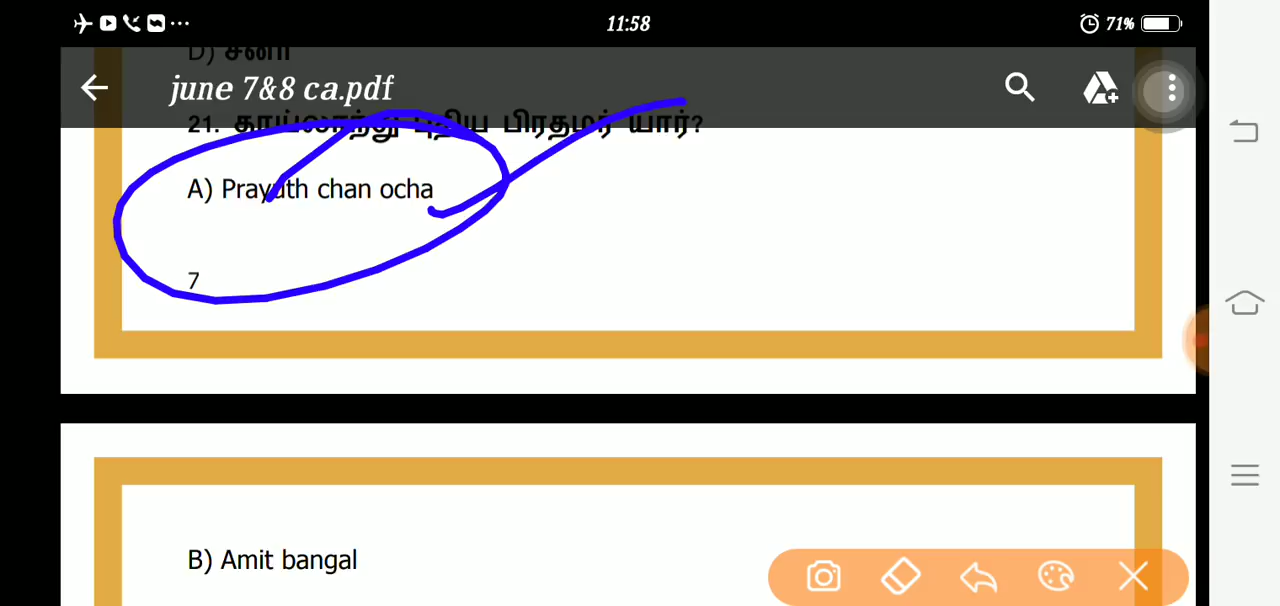 11:58
71%
D) சனா
june 7&8 ca.pdf
21. தாய்லாந்து புதிய பிரதமர் யார்?
A) Prayuth chan ocha
7
B) Amit bangal